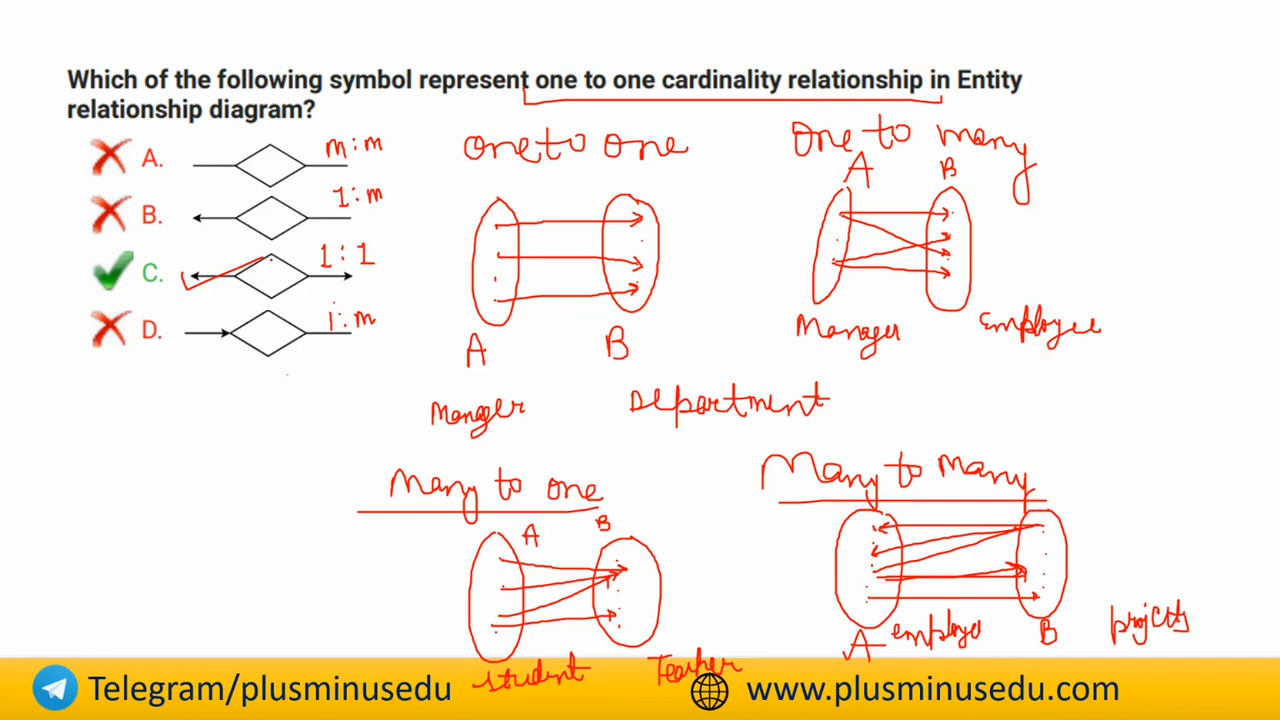 Which of the following symbol represent one to one cardinality relationship in Entity
relationship diagram?
A. m:m
B. 1:m
C. 1:1
D. 1:m
one to one
A
B
Manager
Department
One to many
A
B
Manager
employee
Many to one
A
B
student
Teacher
Many to Many
A
employe
B
projects
Telegram/plusminusedu
www.plusminusedu.com